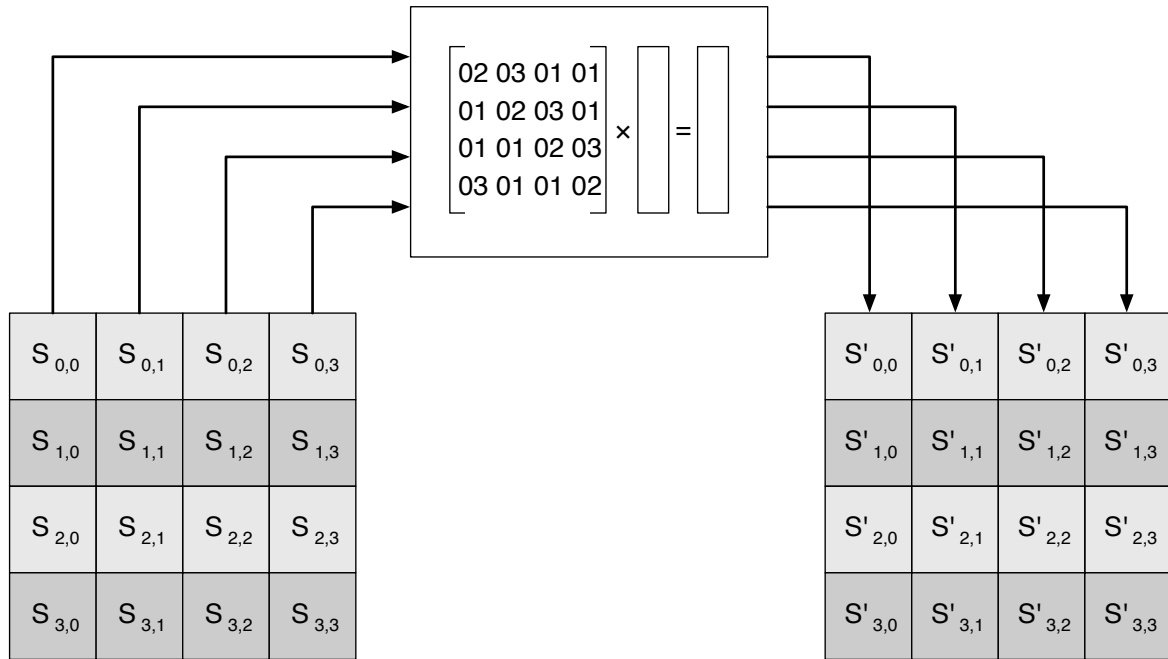 02 03 01 01
01 02 03 01 × =
01 01 02 03
03 01 01 02
S 0,0 S 0,1 S 0,2 S 0,3 S' 0,0 S' 0,1 S' 0,2 S' 0,3
S 1,0 S 1,1 S 1,2 S 1,3 S' 1,0 S' 1,1 S' 1,2 S' 1,3
S 2,0 S 2,1 S 2,2 S 2,3 S' 2,0 S' 2,1 S' 2,2 S' 2,3
S 3,0 S 3,1 S 3,2 S 3,3 S' 3,0 S' 3,1 S' 3,2 S' 3,3